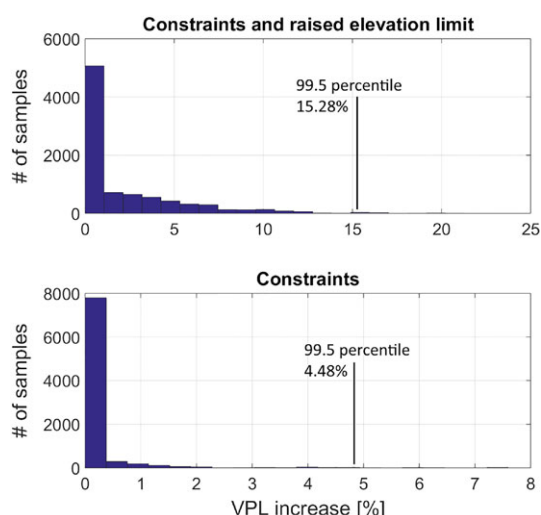 Constraints and raised elevation limit
6000
4000
2000
0
# of samples
99.5 percentile
15.28%
0 5 10 15 20 25
Constraints
8000
6000
4000
2000
0
# of samples
99.5 percentile
4.48%
0 1 2 3 4 5 6 7 8
VPL increase [%]